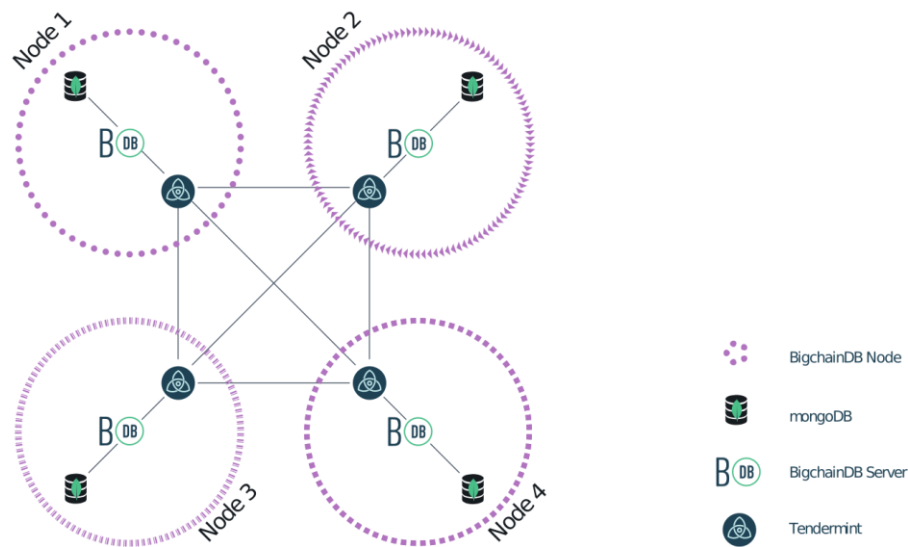 Node 1
Node 2
B DB
B DB
B DB
B DB
Node 3
Node 4
BigchainDB Node
mongoDB
B DB
BigchainDB Server
Tendermint